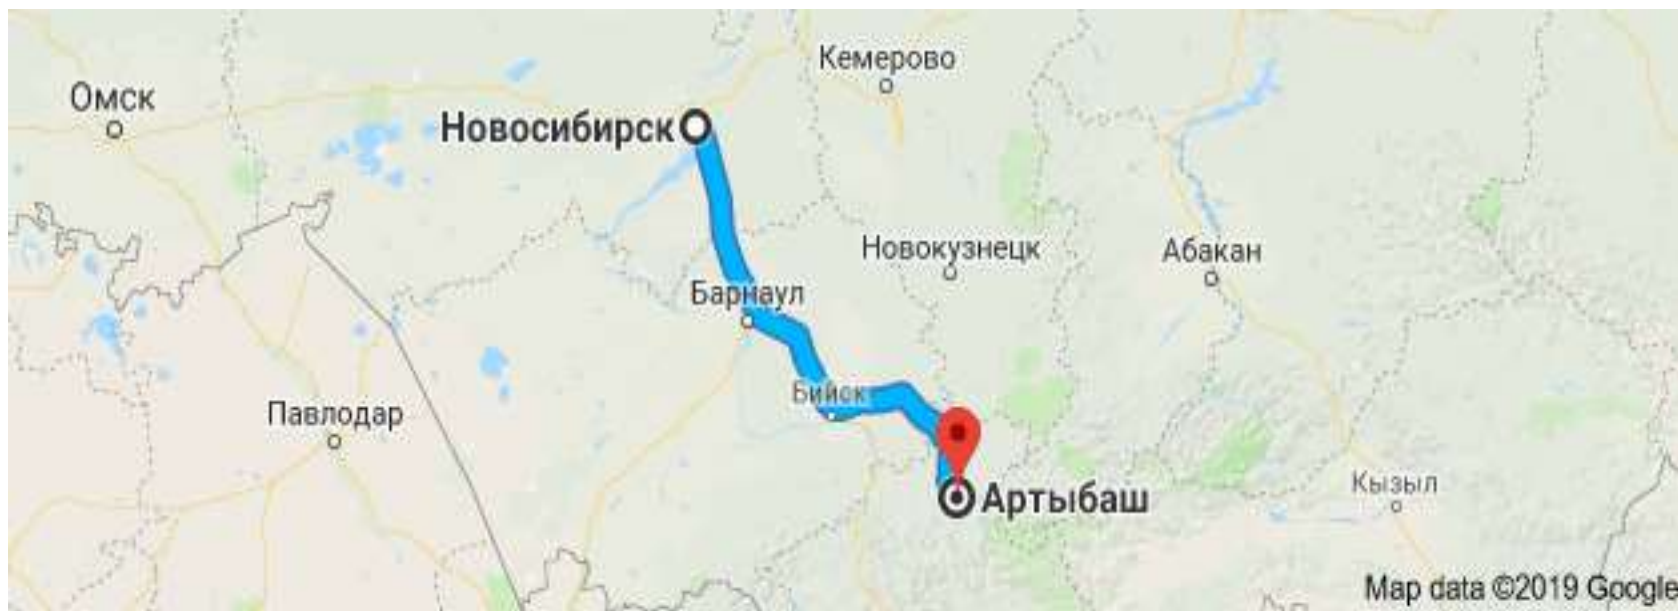 Кемерово
Омск
Новосибирск
Новокузнецк
Абакан
Барнаул
Бийск
Павлодар
Кызыл
Артыбаш
Map data ©2019 Google